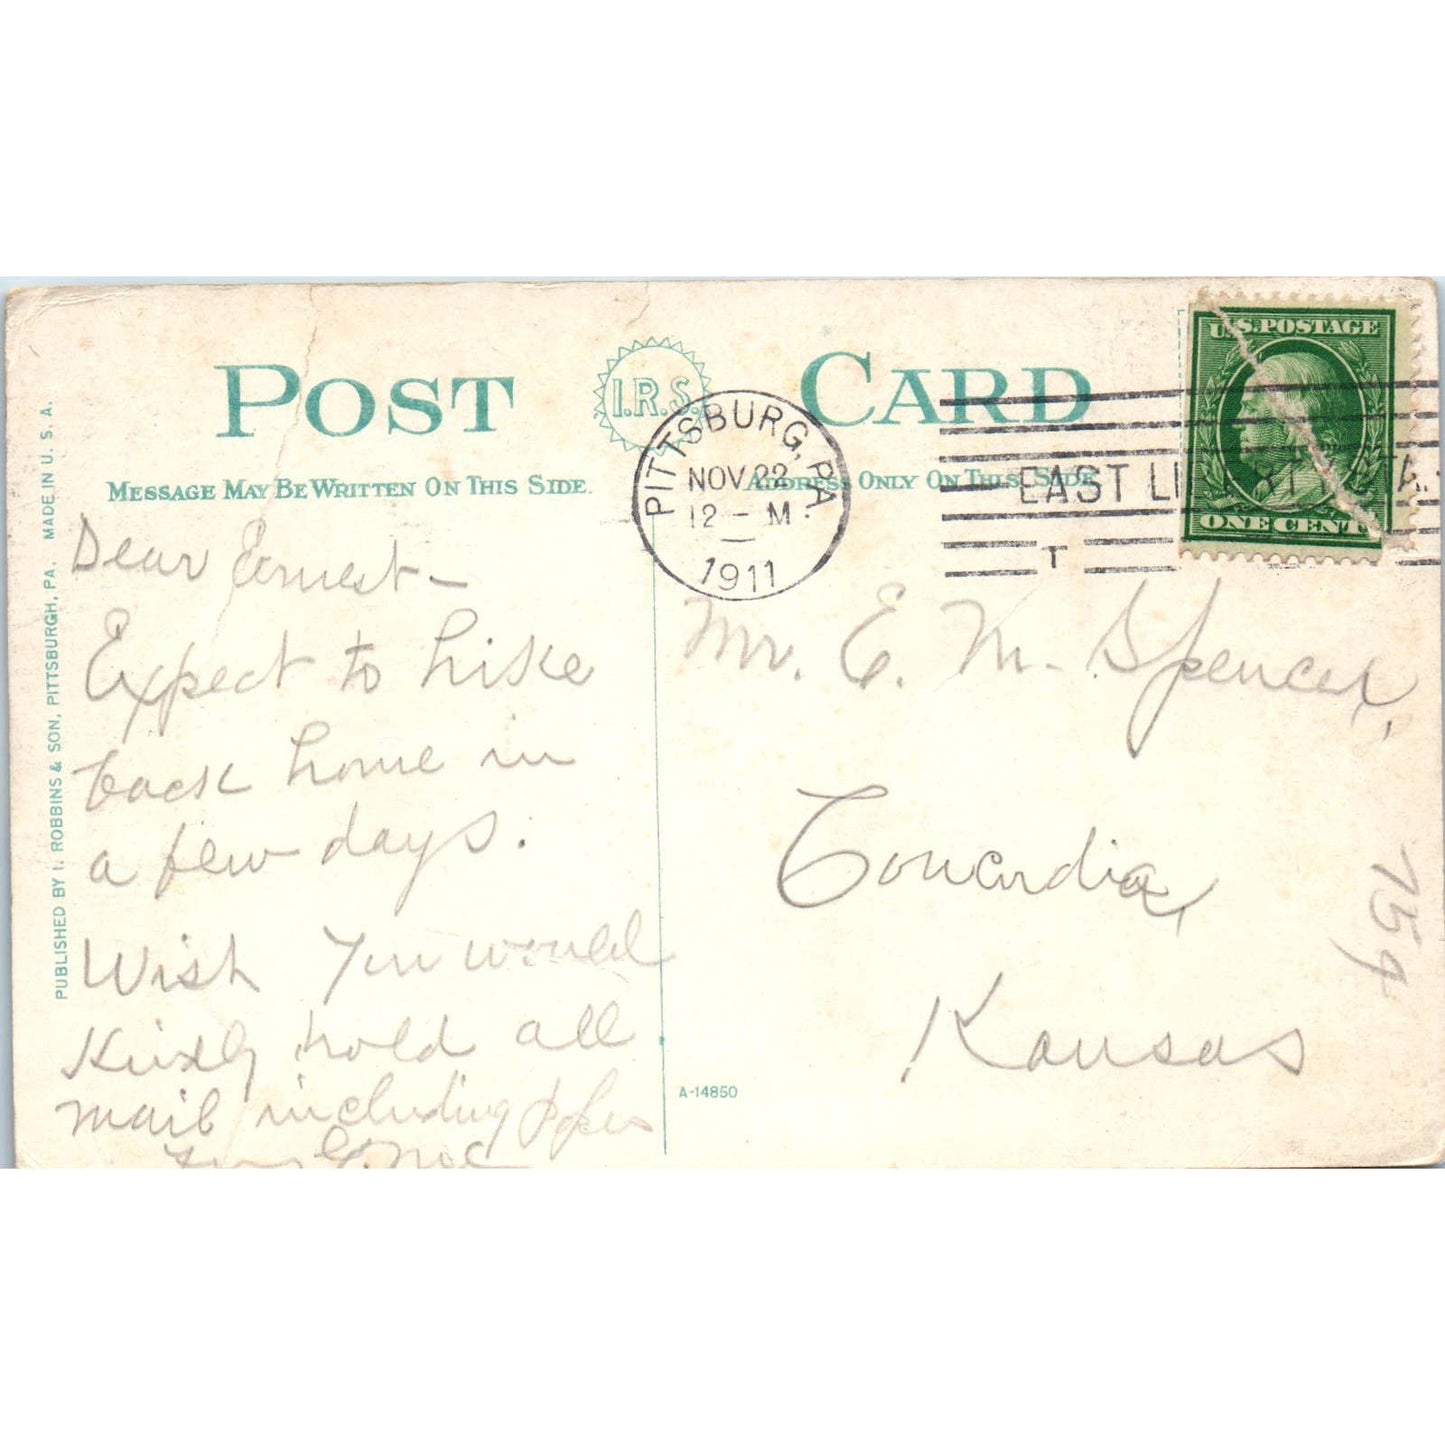 POST CARD
I.R.S.
MESSAGE MAY BE WRITTEN ON THIS SIDE.
ADDRESS ONLY ON THIS SIDE
U.S. POSTAGE
ONE CENT
PITTSBURG, PA.
NOV 22
12 - M
1911
EAST LI
T
Dear Ernest -
Expect to hike
back home in
a few days.
Wish you would
Kindly hold all
mail including
Mr. E. M. Spencer,
Concordia,
Kansas
759
A-14850
PUBLISHED BY I. ROBBINS & SON, PITTSBURGH, PA. MADE IN U. S. A.